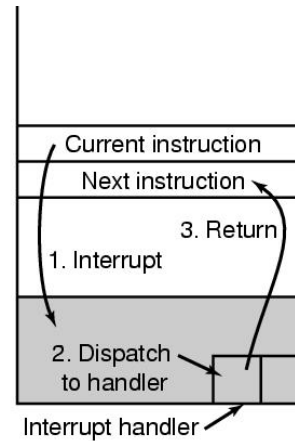 Current instruction
Next instruction
3. Return
1. Interrupt
2. Dispatch
to handler
Interrupt handler